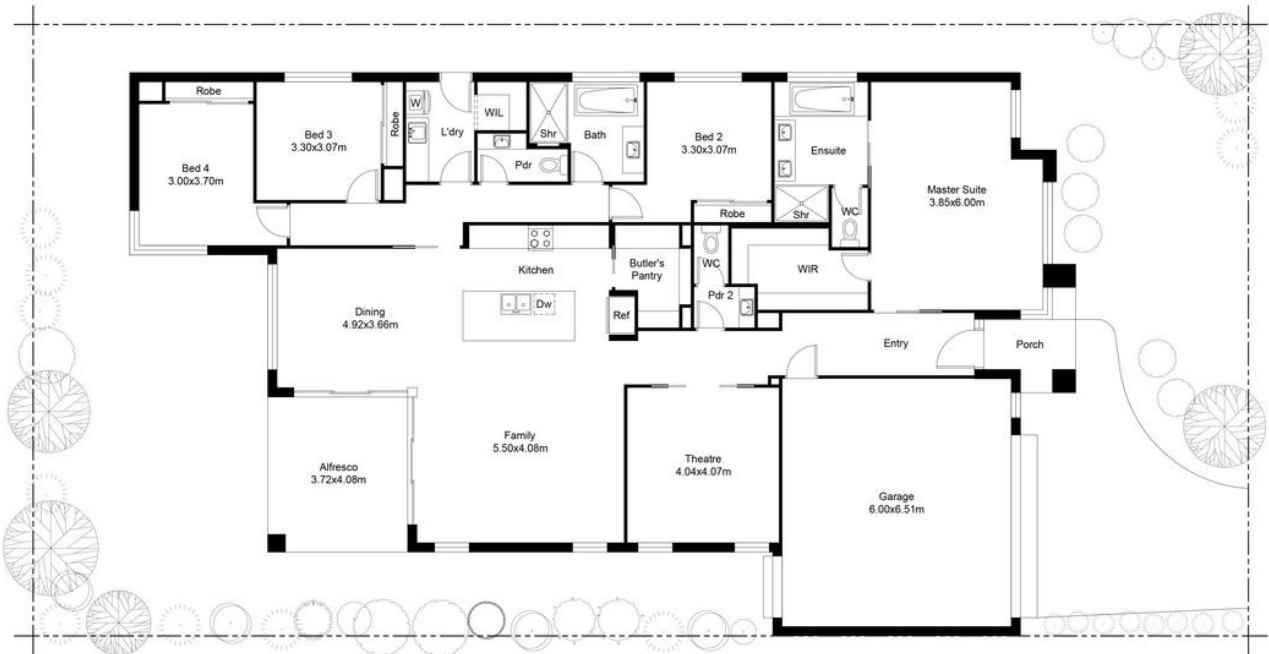 Robe
Bed 3
3.30x3.07m
Robe
W
L'dry
WIL
Shr
Bath
Pdr
Bed 2
3.30x3.07m
Robe
Ensuite
Shr
WC
Master Suite
3.85x6.00m
Bed 4
3.00x3.70m
Kitchen
Dw
Butler's
Pantry
Ref
WC
Pdr 2
WIR
Dining
4.92x3.66m
Entry
Porch
Family
5.50x4.08m
Alfresco
3.72x4.08m
Theatre
4.04x4.07m
Garage
6.00x6.51m